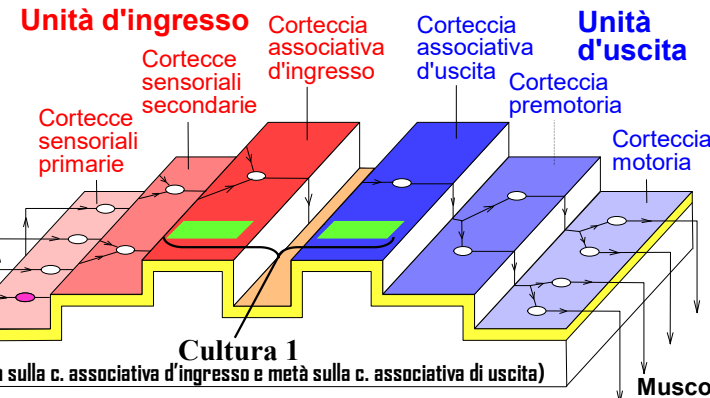 Unità d'ingresso
Cortecce
sensoriali
primarie
Cortecce
sensoriali
secondarie
Corteccia
associativa
d'ingresso
Corteccia
associativa
d'uscita
Unità
d'uscita
Corteccia
premotoria
Corteccia
motoria
Cultura 1
sulla c. associativa d'ingresso e metà sulla c. associativa di uscita)
Musco